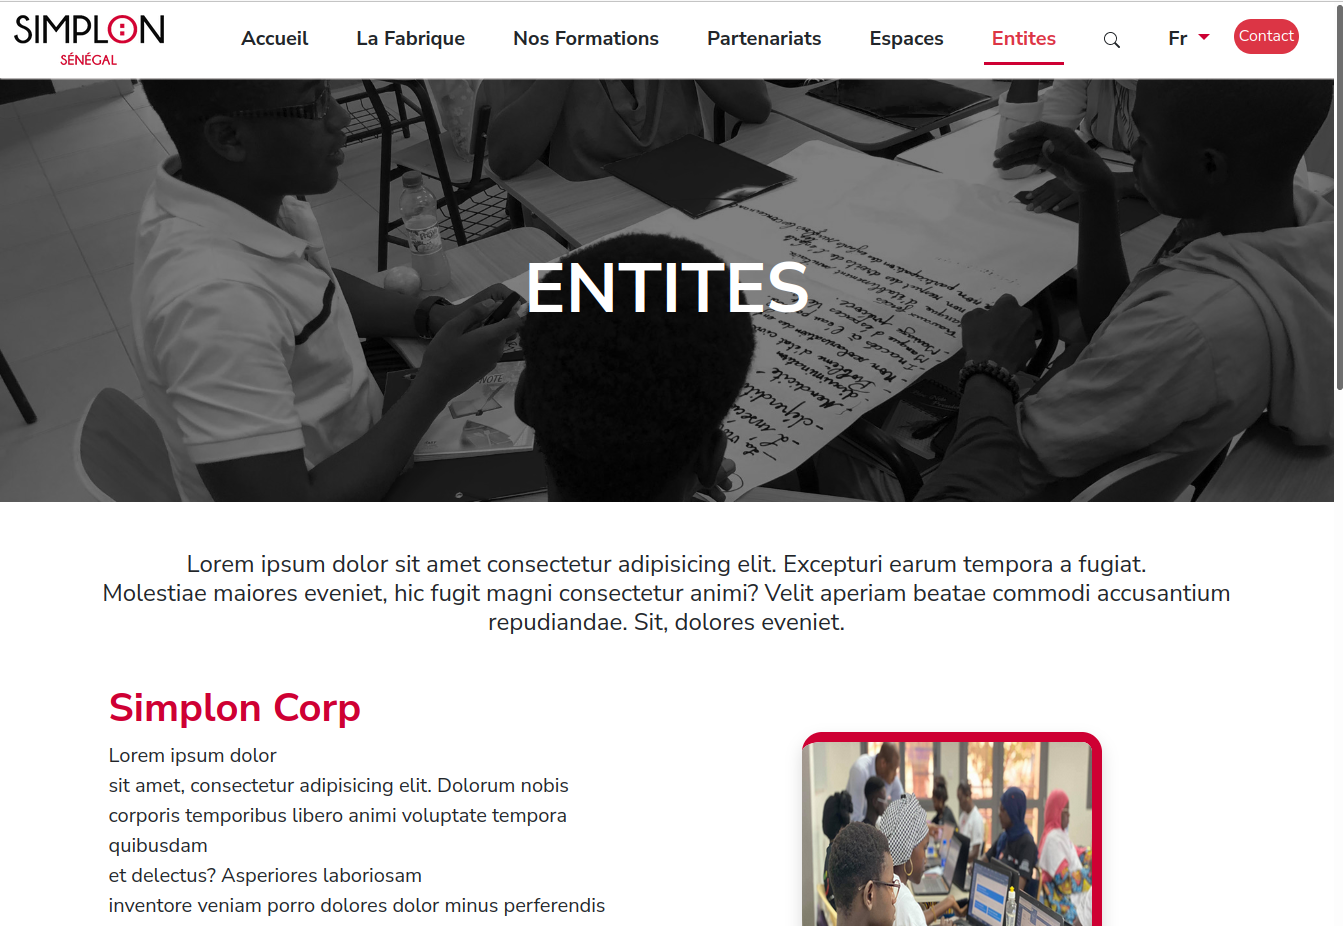 SIMPLON
SÉNÉGAL
Accueil
La Fabrique
Nos Formations
Partenariats
Espaces
Entites
Fr
Contact
ENTITES
Lorem ipsum dolor sit amet consectetur adipisicing elit. Excepturi earum tempora a fugiat.
Molestiae maiores eveniet, hic fugit magni consectetur animi? Velit aperiam beatae commodi accusantium
repudiandae. Sit, dolores eveniet.
Simplon Corp
Lorem ipsum dolor
sit amet, consectetur adipisicing elit. Dolorum nobis
corporis temporibus libero animi voluptate tempora
quibusdam
et delectus? Asperiores laboriosam
inventore veniam porro dolores dolor minus perferendis